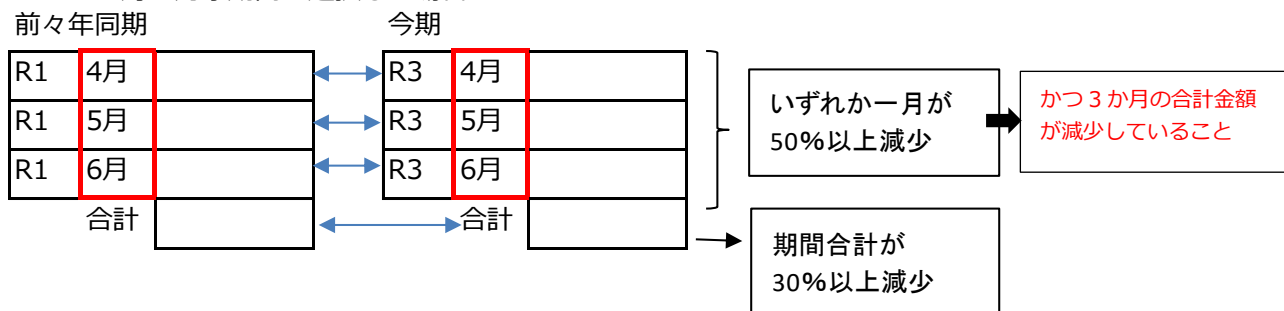 前々年同期
今期
R1 4月
R3 4月
R1 5月
R3 5月
R1 6月
R3 6月
合計
合計
いずれか一月が
50%以上減少
かつ3か月の合計金額
が減少していること
期間合計が
30%以上減少